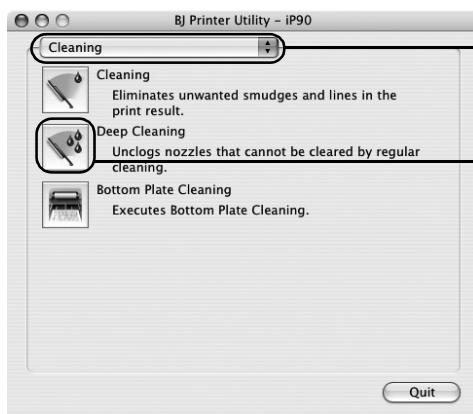 BJ Printer Utility – iP90
Cleaning
Cleaning
Eliminates unwanted smudges and lines in the
print result.
Deep Cleaning
Unclogs nozzles that cannot be cleared by regular
cleaning.
Bottom Plate Cleaning
Executes Bottom Plate Cleaning.
Quit